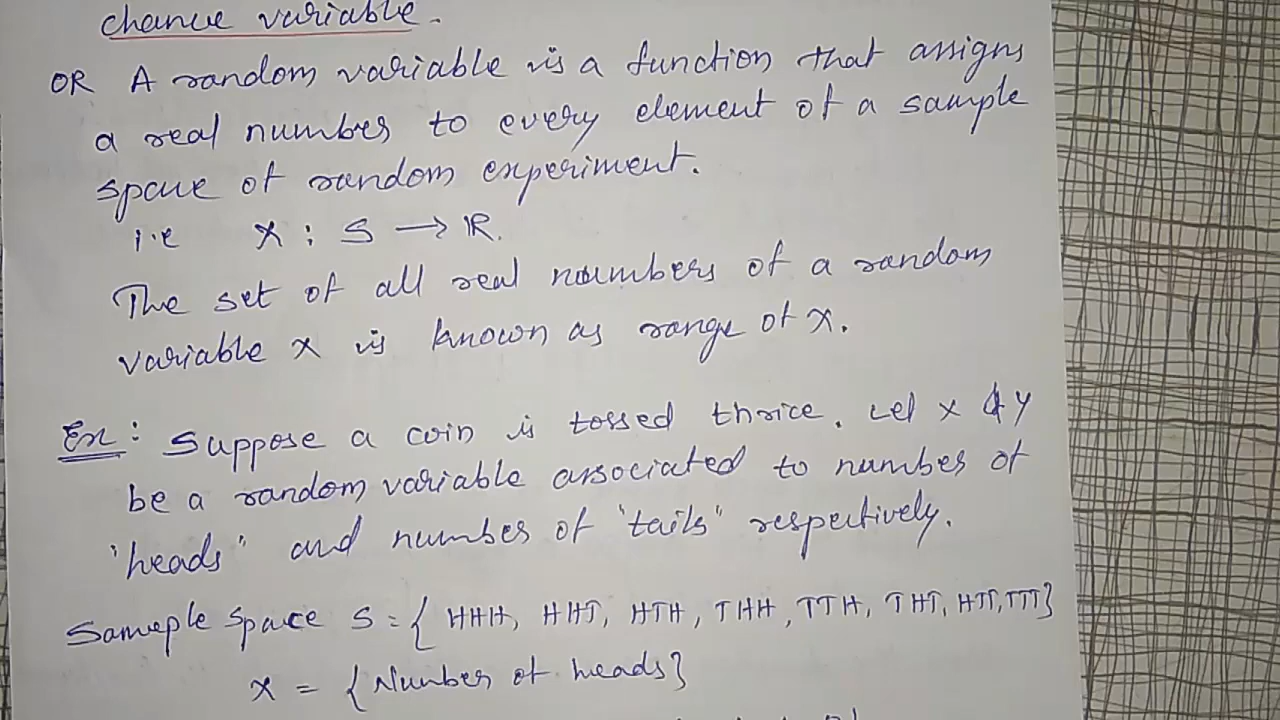 chance variable.
OR A random variable is a function that assigns
a real number to every element of a sample
space of random experiment.
i.e X : S → ℝ.
The set of all real numbers of a random
variable X is known as range of X.
Ex: Suppose a coin is tossed thrice. Let X & Y
be a random variable associated to number of
"heads" and number of "tails" respectively.
Sameple space S = { HHH, HHT, HTH, THH, TTH, THT, HTT, TTT}
X = {Number of heads}